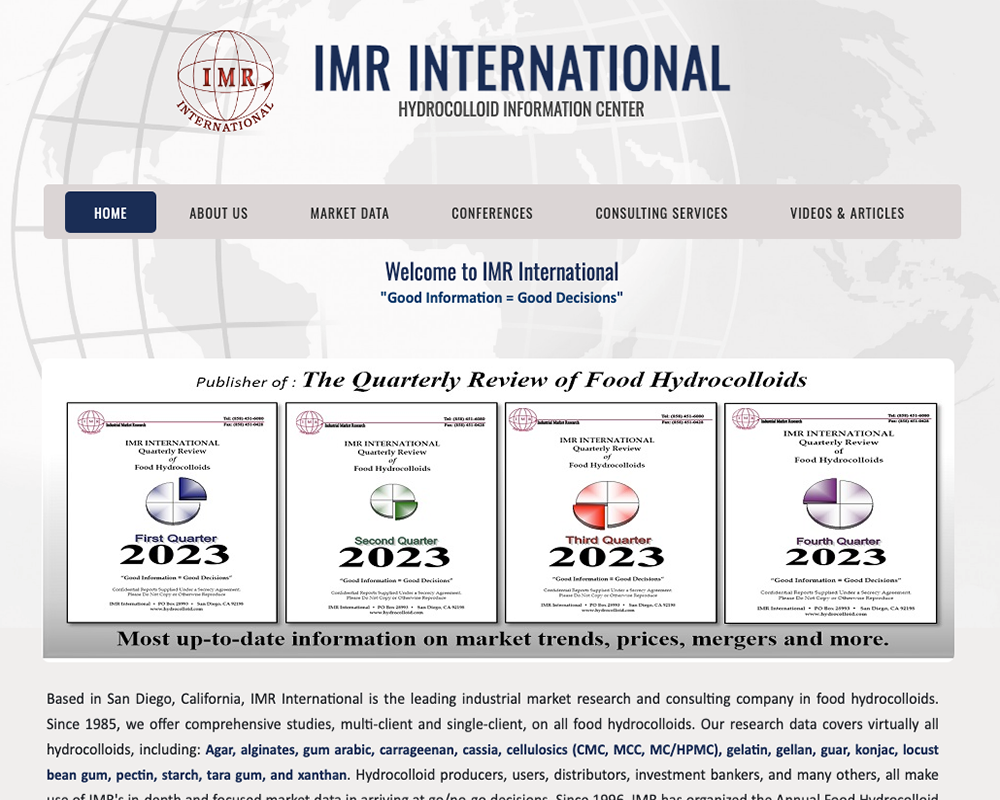 IMR
INTERNATIONAL
IMR INTERNATIONAL
HYDROCOLLOID INFORMATION CENTER
HOME
ABOUT US
MARKET DATA
CONFERENCES
CONSULTING SERVICES
VIDEOS & ARTICLES
Welcome to IMR International
"Good Information = Good Decisions"
Publisher of : The Quarterly Review of Food Hydrocolloids
Industrial Market Research
Tel: (858) 451-6080
Fax: (858) 451-0428
IMR INTERNATIONAL
Quarterly Review
of
Food Hydrocolloids
First Quarter
2023
"Good Information = Good Decisions"
Confidential Reports Supplied Under a Secrecy Agreement.
Please Do Not Copy or Otherwise Reproduce
IMR International • PO Box 28993 • San Diego, CA 92198
www.hydrocolloid.com
Industrial Market Research
Tel: (858) 451-6080
Fax: (858) 451-0428
IMR INTERNATIONAL
Quarterly Review
of
Food Hydrocolloids
Second Quarter
2023
"Good Information = Good Decisions"
Confidential Reports Supplied Under a Secrecy Agreement.
Please Do Not Copy or Otherwise Reproduce
IMR International • PO Box 28993 • San Diego, CA 92198
www.hydrocolloid.com
Industrial Market Research
Tel: (858) 451-6080
Fax: (858) 451-0428
IMR INTERNATIONAL
Quarterly Review
of
Food Hydrocolloids
Third Quarter
2023
"Good Information = Good Decisions"
Confidential Reports Supplied Under a Secrecy Agreement.
Please Do Not Copy or Otherwise Reproduce
IMR International • PO Box 28993 • San Diego, CA 92198
www.hydrocolloid.com
Industrial Market Research
Tel: (858) 451-6080
Fax: (858) 451-0428
IMR INTERNATIONAL
Quarterly Review
of
Food Hydrocolloids
Fourth Quarter
2023
"Good Information = Good Decisions"
Confidential Reports Supplied Under a Secrecy Agreement.
Please Do Not Copy or Otherwise Reproduce
IMR International • PO Box 28993 • San Diego, CA 92198
www.hydrocolloid.com
Most up-to-date information on market trends, prices, mergers and more.
Based in San Diego, California, IMR International is the leading industrial market research and consulting company in food hydrocolloids.
Since 1985, we offer comprehensive studies, multi-client and single-client, on all food hydrocolloids. Our research data covers virtually all
hydrocolloids, including: Agar, alginates, gum arabic, carrageenan, cassia, cellulosics (CMC, MCC, MC/HPMC), gelatin, gellan, guar, konjac, locust
bean gum, pectin, starch, tara gum, and xanthan. Hydrocolloid producers, users, distributors, investment bankers, and many others, all make
use of IMR's in-depth and focused market data in arriving at go/no-go decisions. Since 1996, IMR has organized the Annual Food Hydrocolloid